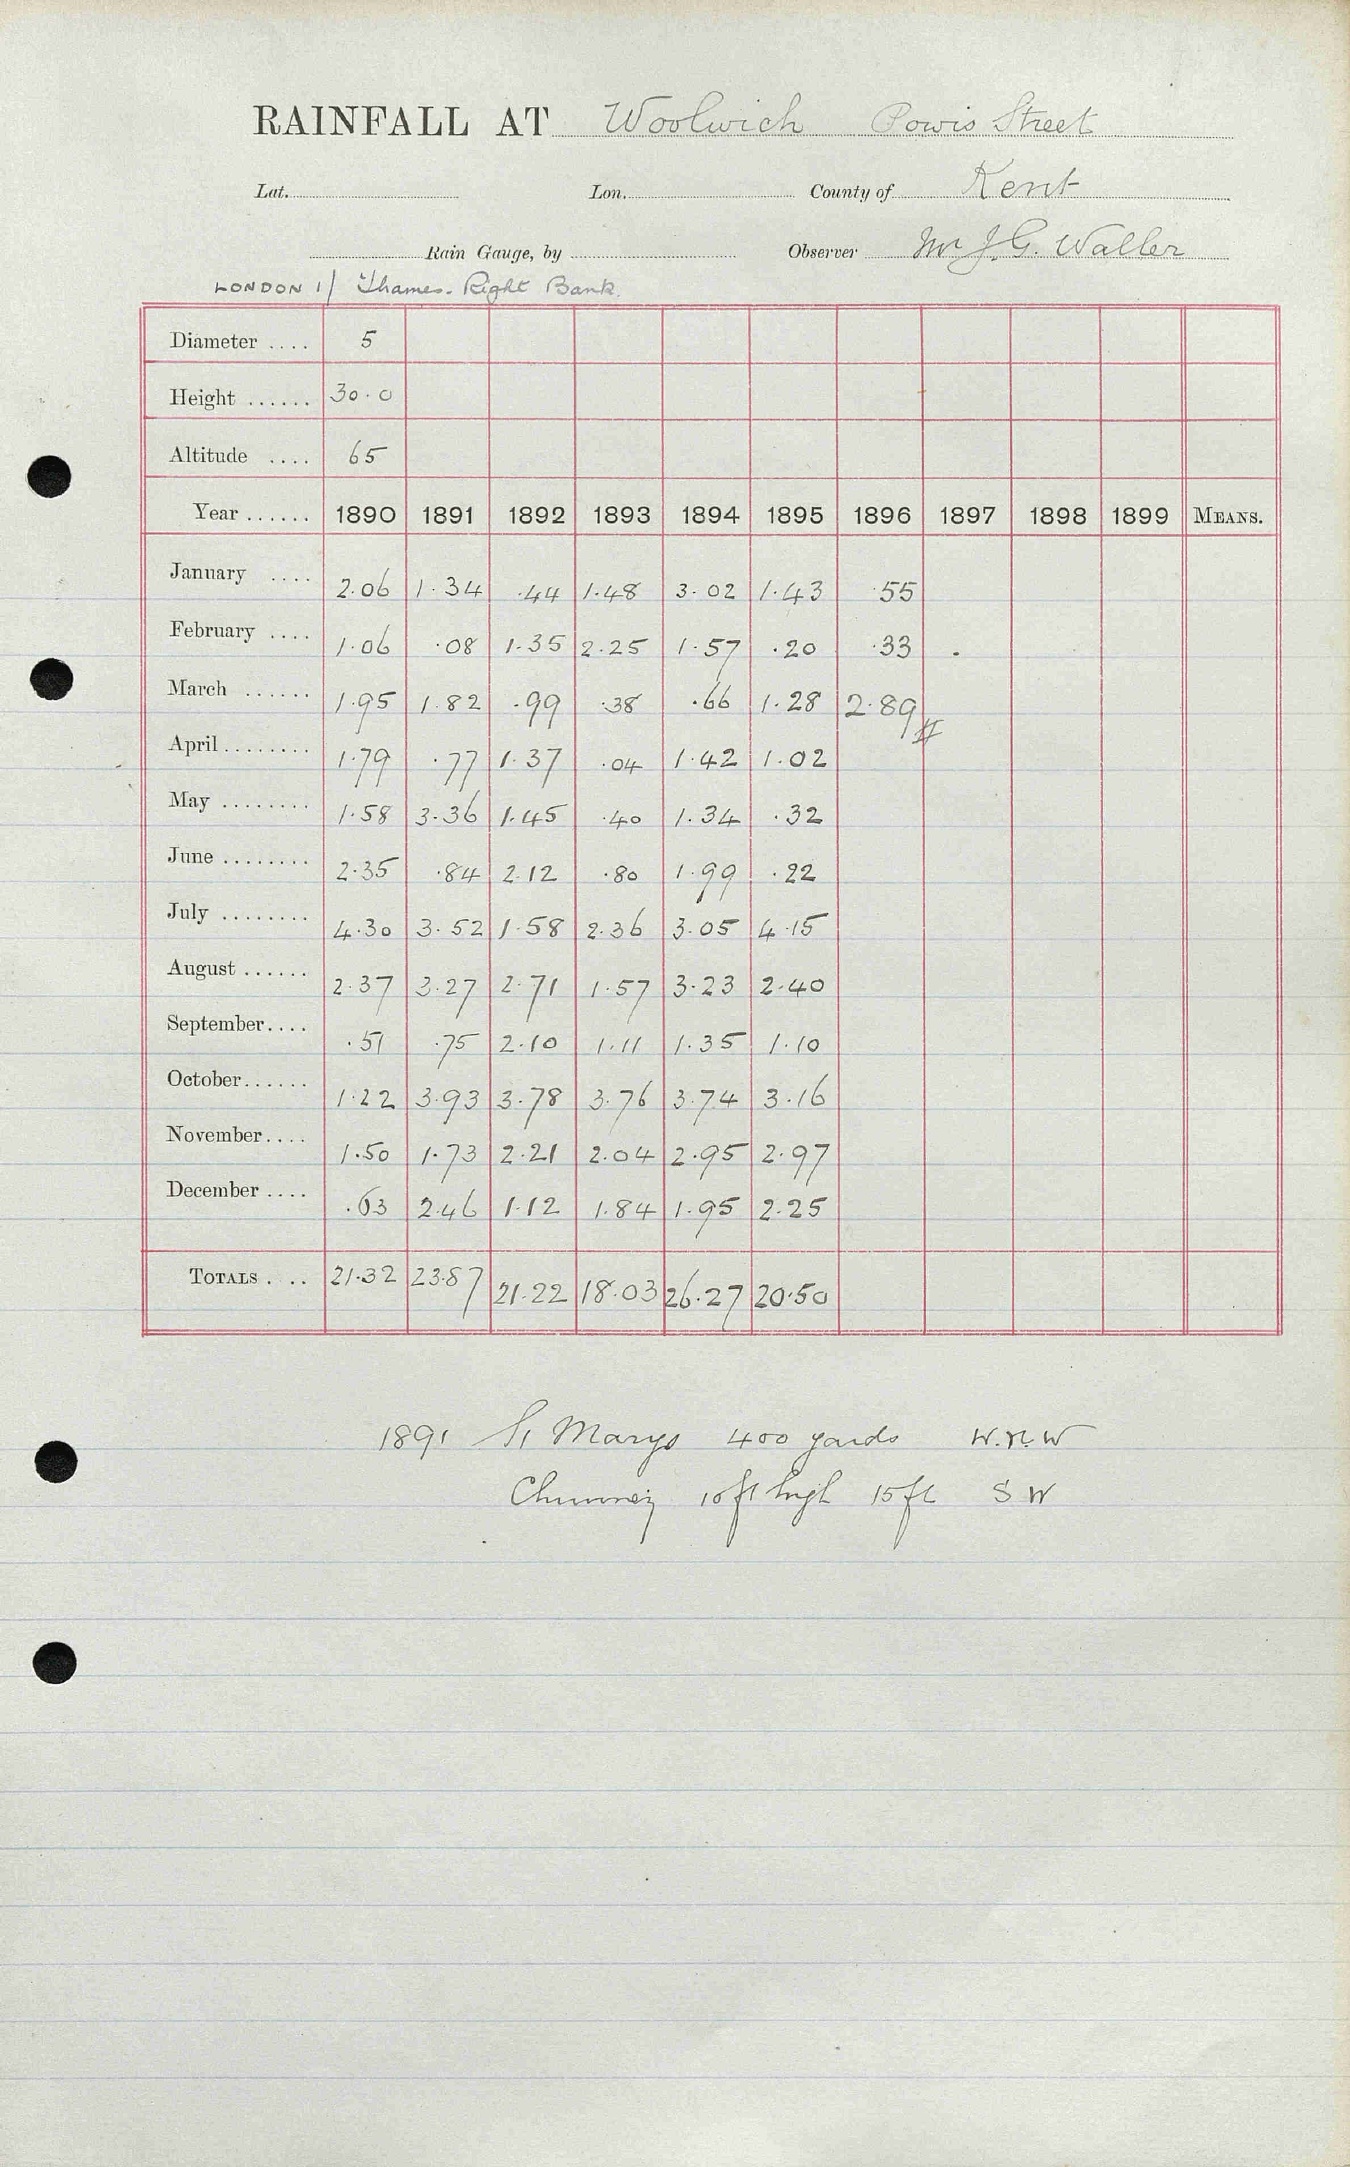 RAINFALL AT Woolwich Powis Street
Lat. Lon. County of Kent
Rain Gauge, by Observer Mr J. G. Waller
LONDON 1/ Thames. Right Bank.
Diameter .... 5
Height ...... 30.0
Altitude .... 65
Year ...... 1890 1891 1892 1893 1894 1895 1896 1897 1898 1899 MEANS.
January .... 2.06 1.34 .44 1.48 3.02 1.43 .55
February .... 1.06 .08 1.35 2.25 1.57 .20 .33 .
March ...... 1.95 1.82 .99 .38 .66 1.28 2.89 #
April ........ 1.79 .77 1.37 .04 1.42 1.02
May ........ 1.58 3.36 1.45 .40 1.34 .32
June ........ 2.35 .84 2.12 .80 1.99 .22
July ........ 4.30 3.52 1.58 2.36 3.05 4.15
August ...... 2.37 3.27 2.71 1.57 3.23 2.40
September .... .51 .75 2.10 1.11 1.35 1.10
October ...... 1.22 3.93 3.78 3.76 3.74 3.16
November .... 1.50 1.73 2.21 2.04 2.95 2.97
December .... .63 2.46 1.12 1.84 1.95 2.25
TOTALS .... 21.32 23.87 21.22 18.03 26.27 20.50
1891 St Marys 400 yards W.N.W
Chimney 10ft high 15ft S W